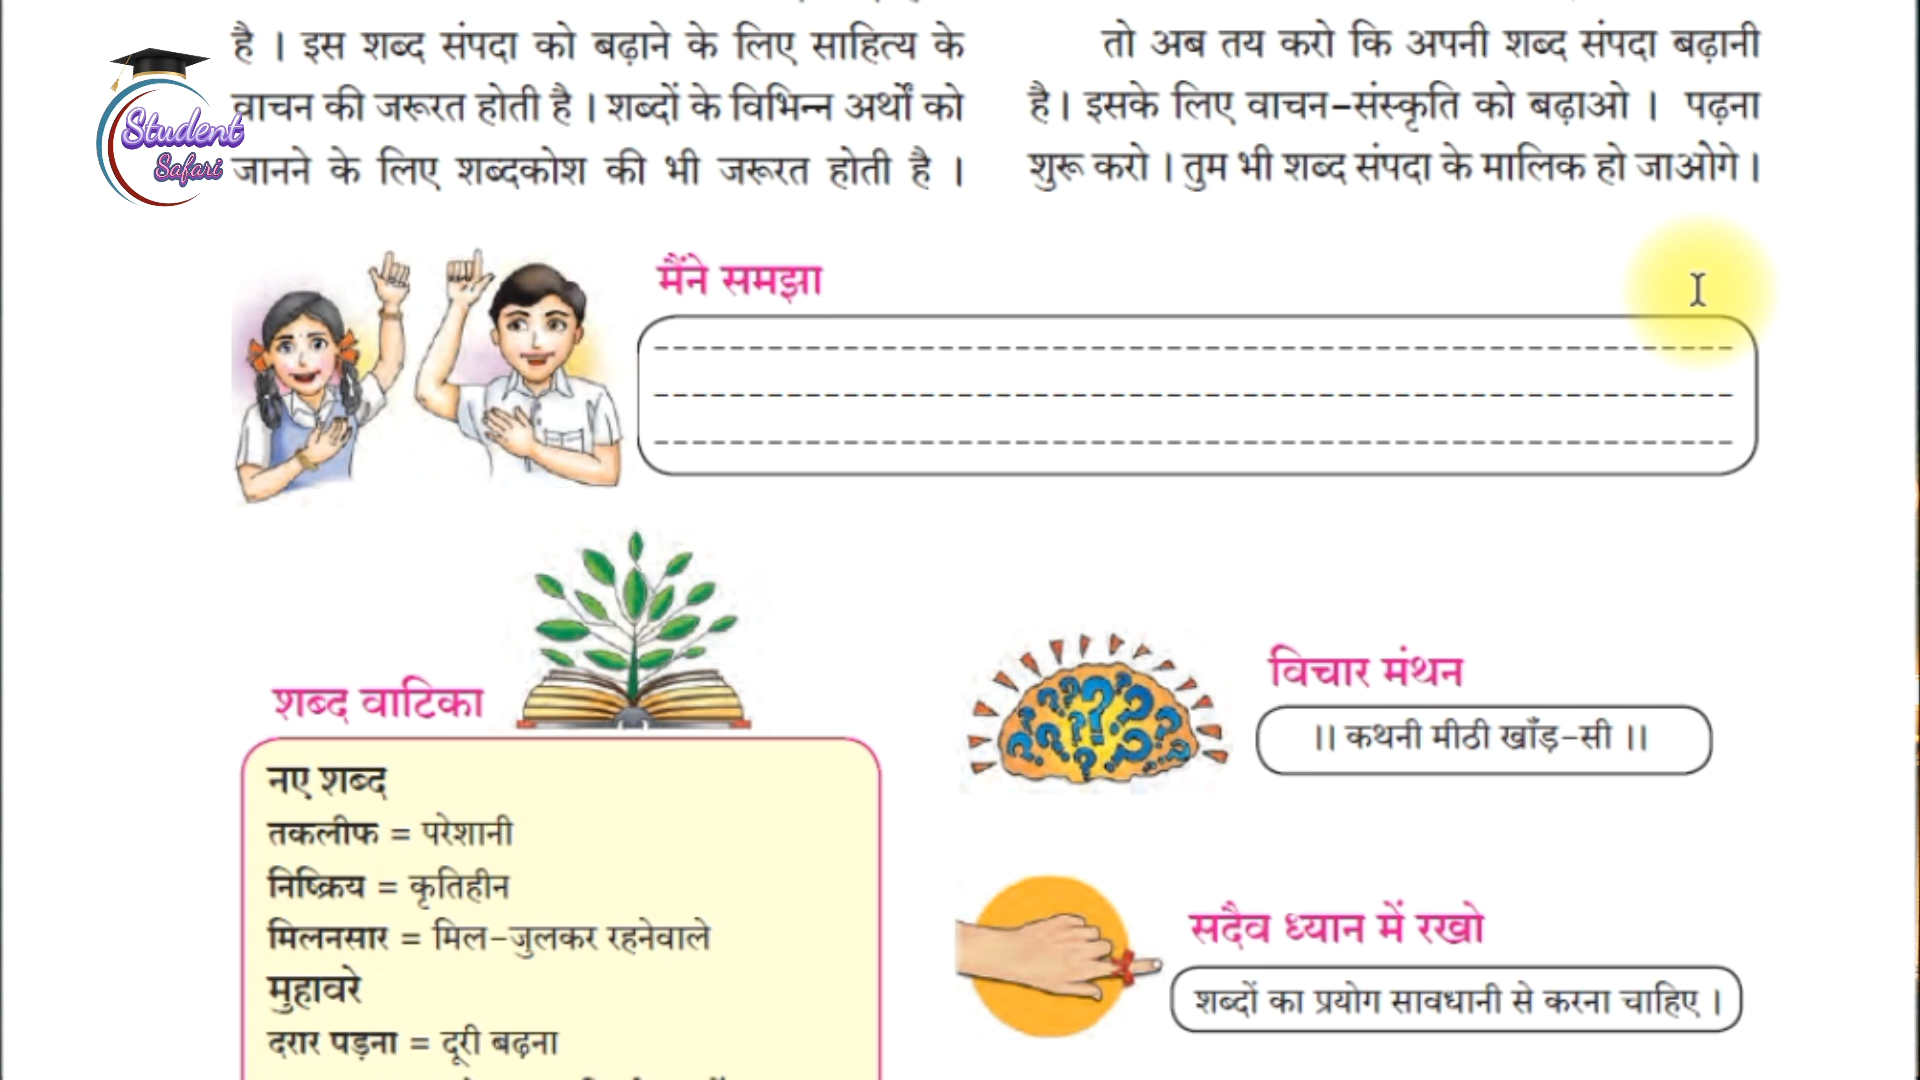 है । इस शब्द संपदा को बढ़ाने के लिए साहित्य के
वाचन की जरूरत होती है । शब्दों के विभिन्न अर्थों को
जानने के लिए शब्दकोश की भी जरूरत होती है ।
तो अब तय करो कि अपनी शब्द संपदा बढ़ानी
है। इसके लिए वाचन-संस्कृति को बढ़ाओ । पढ़ना
शुरू करो । तुम भी शब्द संपदा के मालिक हो जाओगे ।
Student
Safari
मैंने समझा
शब्द वाटिका
नए शब्द
तकलीफ = परेशानी
निष्क्रिय = कृतिहीन
मिलनसार = मिल-जुलकर रहनेवाले
मुहावरे
दरार पड़ना = दूरी बढ़ना
विचार मंथन
।। कथनी मीठी खाँड़-सी ।।
सदैव ध्यान में रखो
शब्दों का प्रयोग सावधानी से करना चाहिए ।